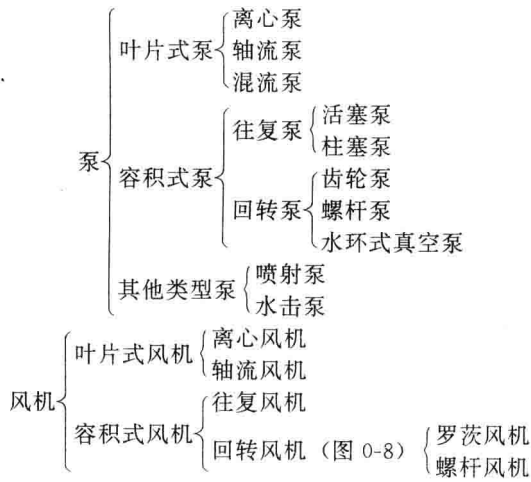 离心泵
叶片式泵
轴流泵
混流泵
活塞泵
往复泵
柱塞泵
泵
容积式泵
齿轮泵
回转泵
螺杆泵
水环式真空泵
喷射泵
其他类型泵
水击泵
离心风机
叶片式风机
轴流风机
风机
往复风机
容积式风机
回转风机(图 0-8)
罗茨风机
螺杆风机